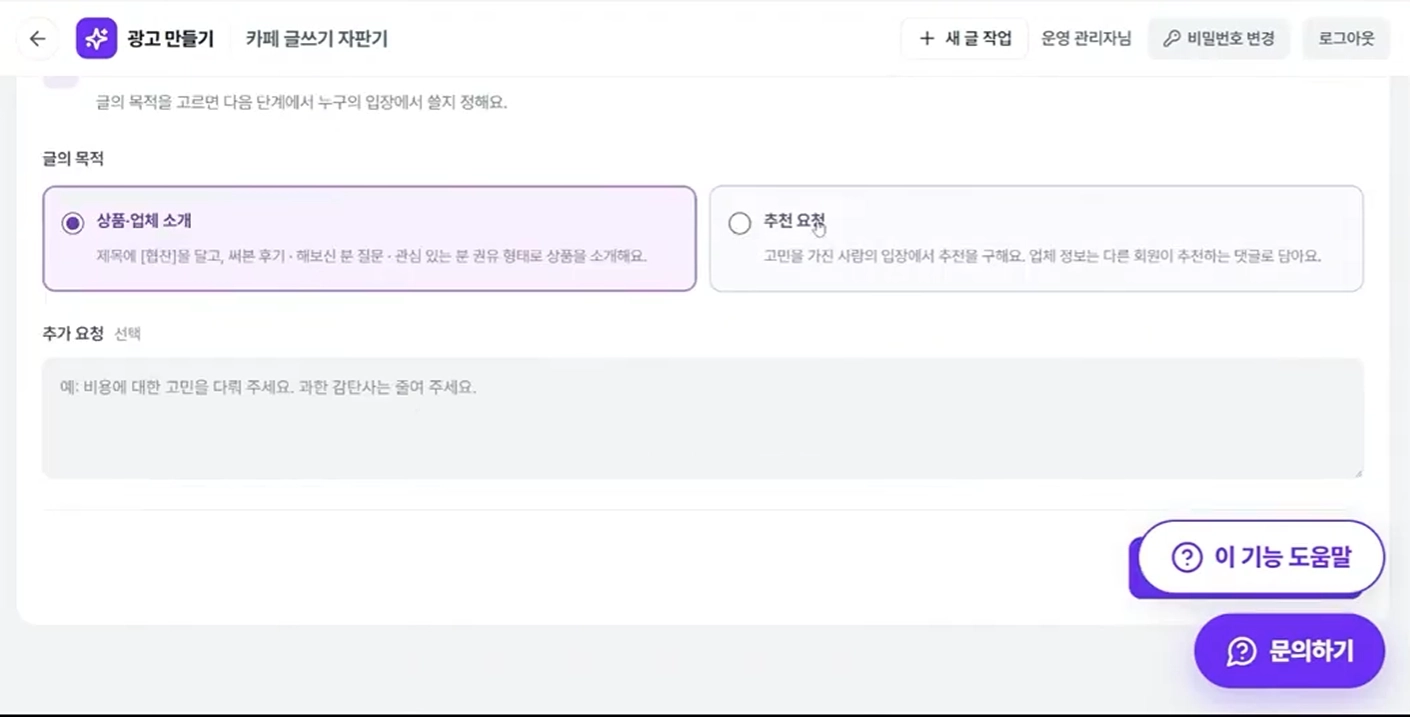 광고 만들기
카페 글쓰기 자판기
새 글 작업
운영 관리자님
비밀번호 변경
로그아웃
글의 목적을 고르면 다음 단계에서 누구의 입장에서 쓸지 정해요.
글의 목적
상품·업체 소개
제목에 [협찬]을 달고, 써본 후기 · 해보신 분 질문 · 관심 있는 분 권유 형태로 상품을 소개해요.
추천 요청
고민을 가진 사람의 입장에서 추천을 구해요. 업체 정보는 다른 회원이 추천하는 댓글로 담아요.
추가 요청 선택
예: 비용에 대한 고민을 다뤄 주세요. 과한 감탄사는 줄여 주세요.
이 기능 도움말
문의하기